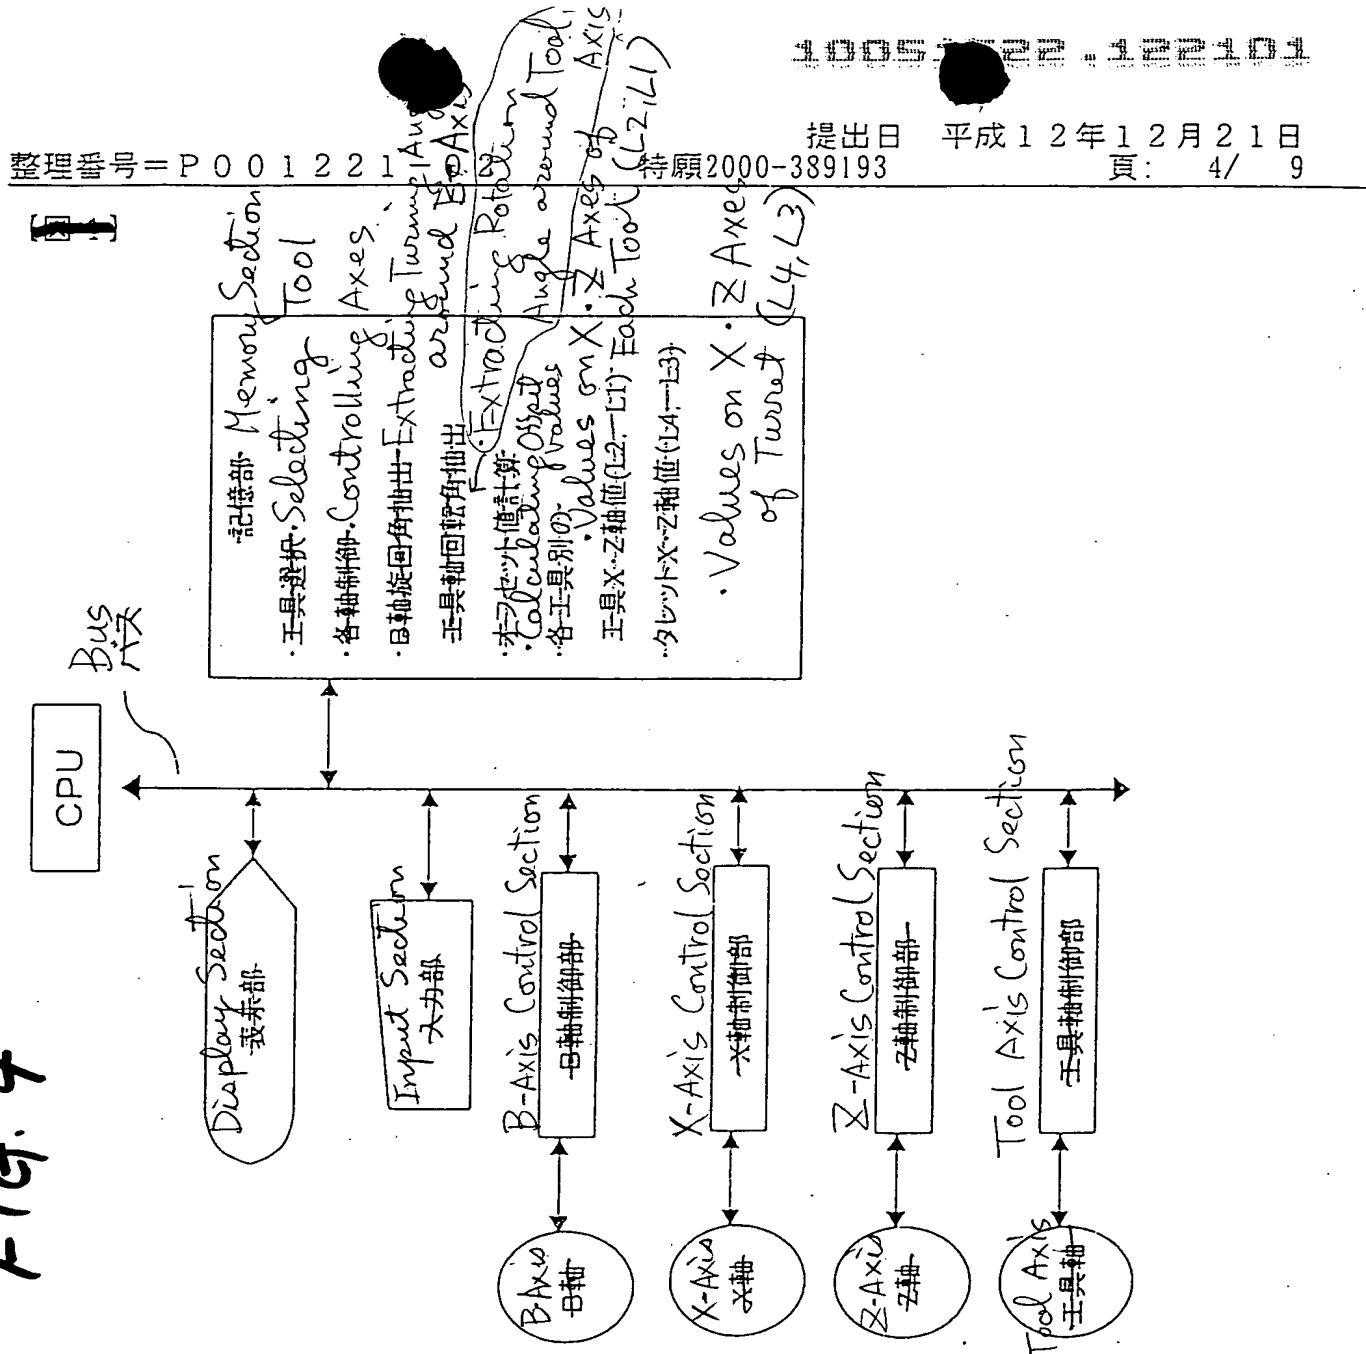 提出日 平成12年12月21日
整理番号=P001221
特願2000-389193
頁: 4/ 9
FIG. 4
CPU
Bus
バス
Memory Section
記憶部
・工具選択・Selecting Tool
・各軸制御・Controlling Axes
・B軸旋回角抽出・Extracting Turning
around B-Axis
工具軸回転角抽出
・Extracting Rotation
Angle around Tool
Axis
・オフセット値計算
・Calculating Offset
Values
・各工具別の
・Values on X・Z Axes of
Each Tool (L2, L1)
工具X・Z軸値(L2, L1)
・タレットX・Z軸値(L4, L3)
・Values on X・Z Axes
of Turret (L4, L3)
Display Section
表示部
Input Section
入力部
B-Axis Control Section
B軸制御部
X-Axis Control Section
X軸制御部
Z-Axis Control Section
Z軸制御部
Tool Axis Control Section
工具軸制御部
B-Axis
B軸
X-Axis
X軸
Z-Axis
Z軸
Tool Axis
工具軸